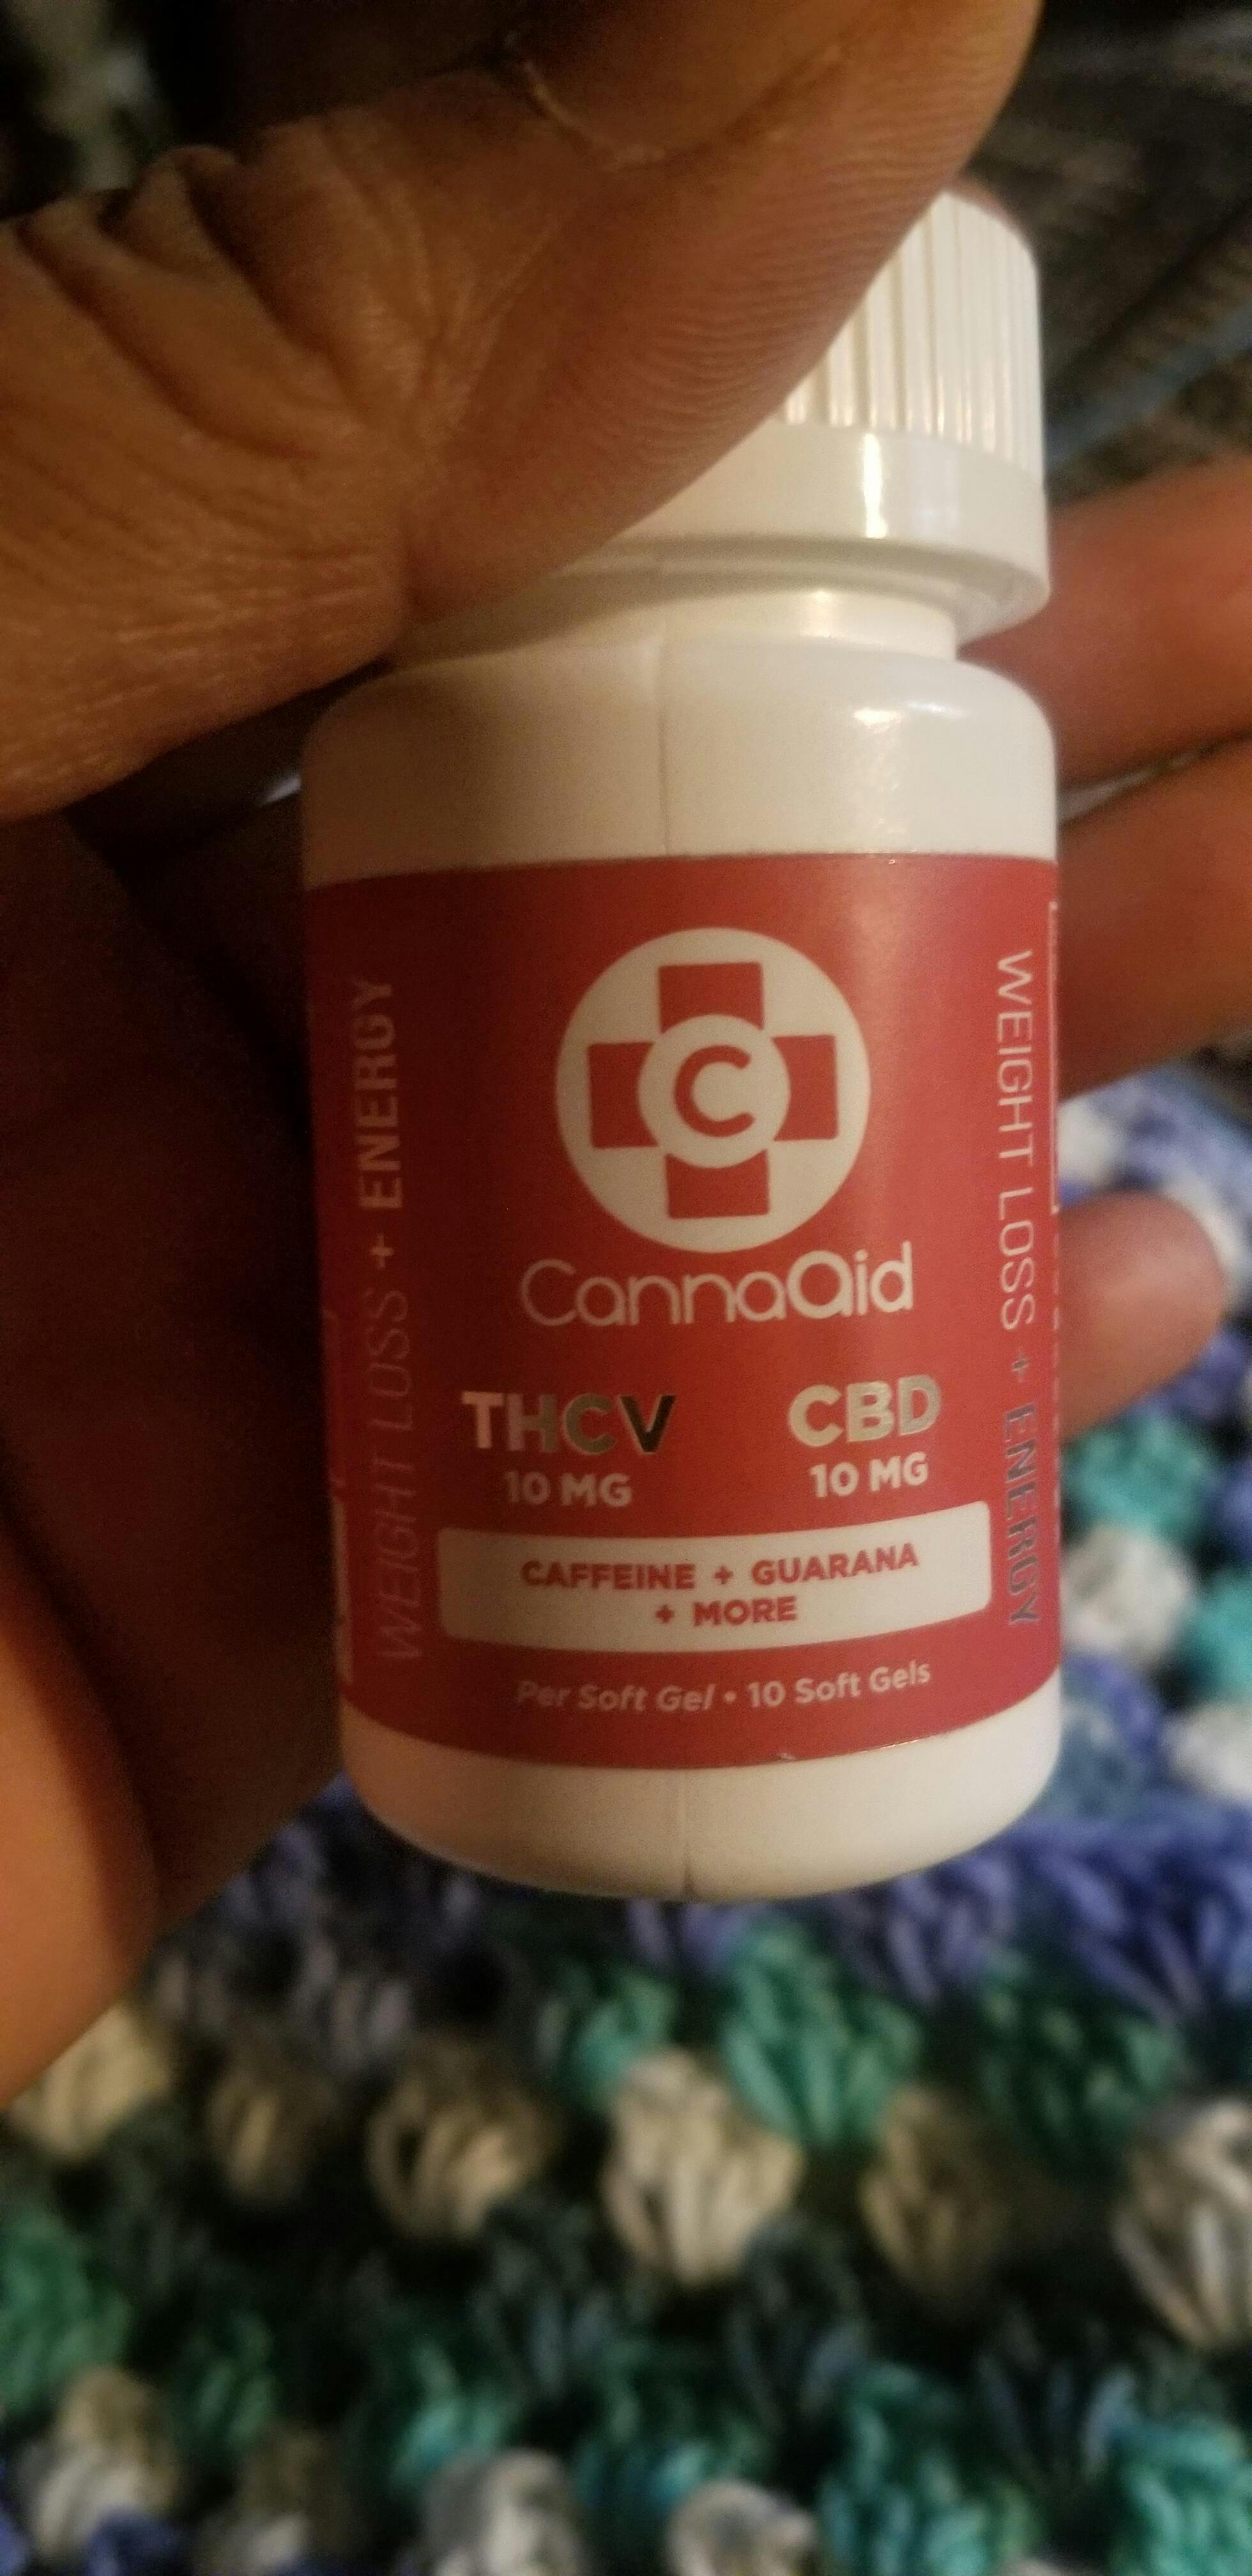 C
CannaAid
THCV CBD
10 MG 10 MG
CAFFEINE + GUARANA
+ MORE
Per Soft Gel • 10 Soft Gels
WEIGHT LOSS + ENERGY
WEIGHT LOSS + ENERGY